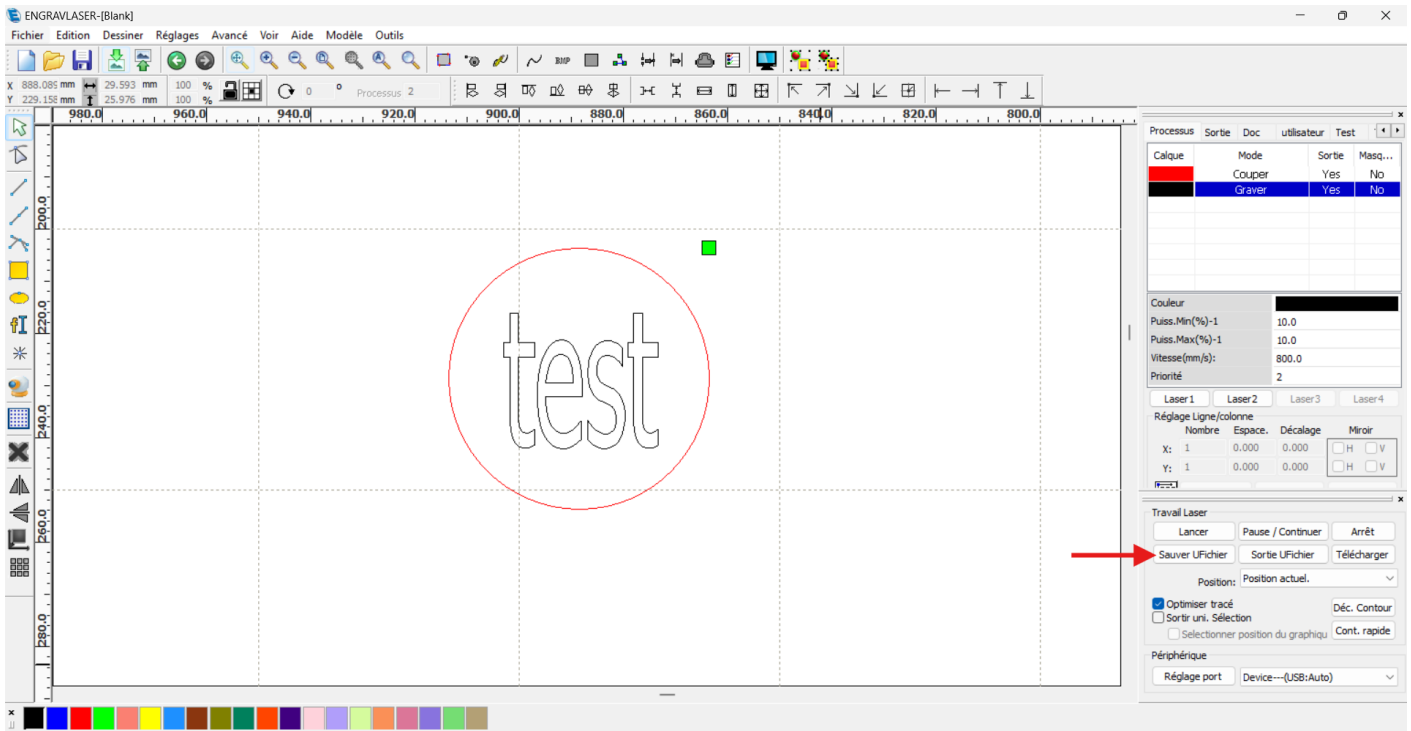 ENGRAVLASER-[Blank]
Fichier Edition Dessiner Réglages Avancé Voir Aide Modèle Outils
BMP
X 888.089 mm 29.593 mm 100 %
Y 229.158 mm 25.976 mm 100 %
0 ° Processus 2
980.0 960.0 940.0 920.0 900.0 880.0 860.0 840.0 820.0 800.0
200.0
220.0
240.0
260.0
280.0
test
Processus Sortie Doc utilisateur Test
Calque Mode Sortie Masq...
Couper Yes No
Graver Yes No
Couleur
Puiss.Min(%)-1 10.0
Puiss.Max(%)-1 10.0
Vitesse(mm/s): 800.0
Priorité 2
Laser1 Laser2 Laser3 Laser4
Réglage Ligne/colonne
Nombre Espace. Décalage Miroir
X: 1 0.000 0.000 H V
Y: 1 0.000 0.000 H V
Travail Laser
Lancer Pause / Continuer Arrêt
Sauver UFichier Sortie UFichier Télécharger
Position: Position actuel.
Optimiser tracé
Déc. Contour
Sortir uni. Sélection
Selectionner position du graphiqu Cont. rapide
Périphérique
Réglage port Device---(USB:Auto)